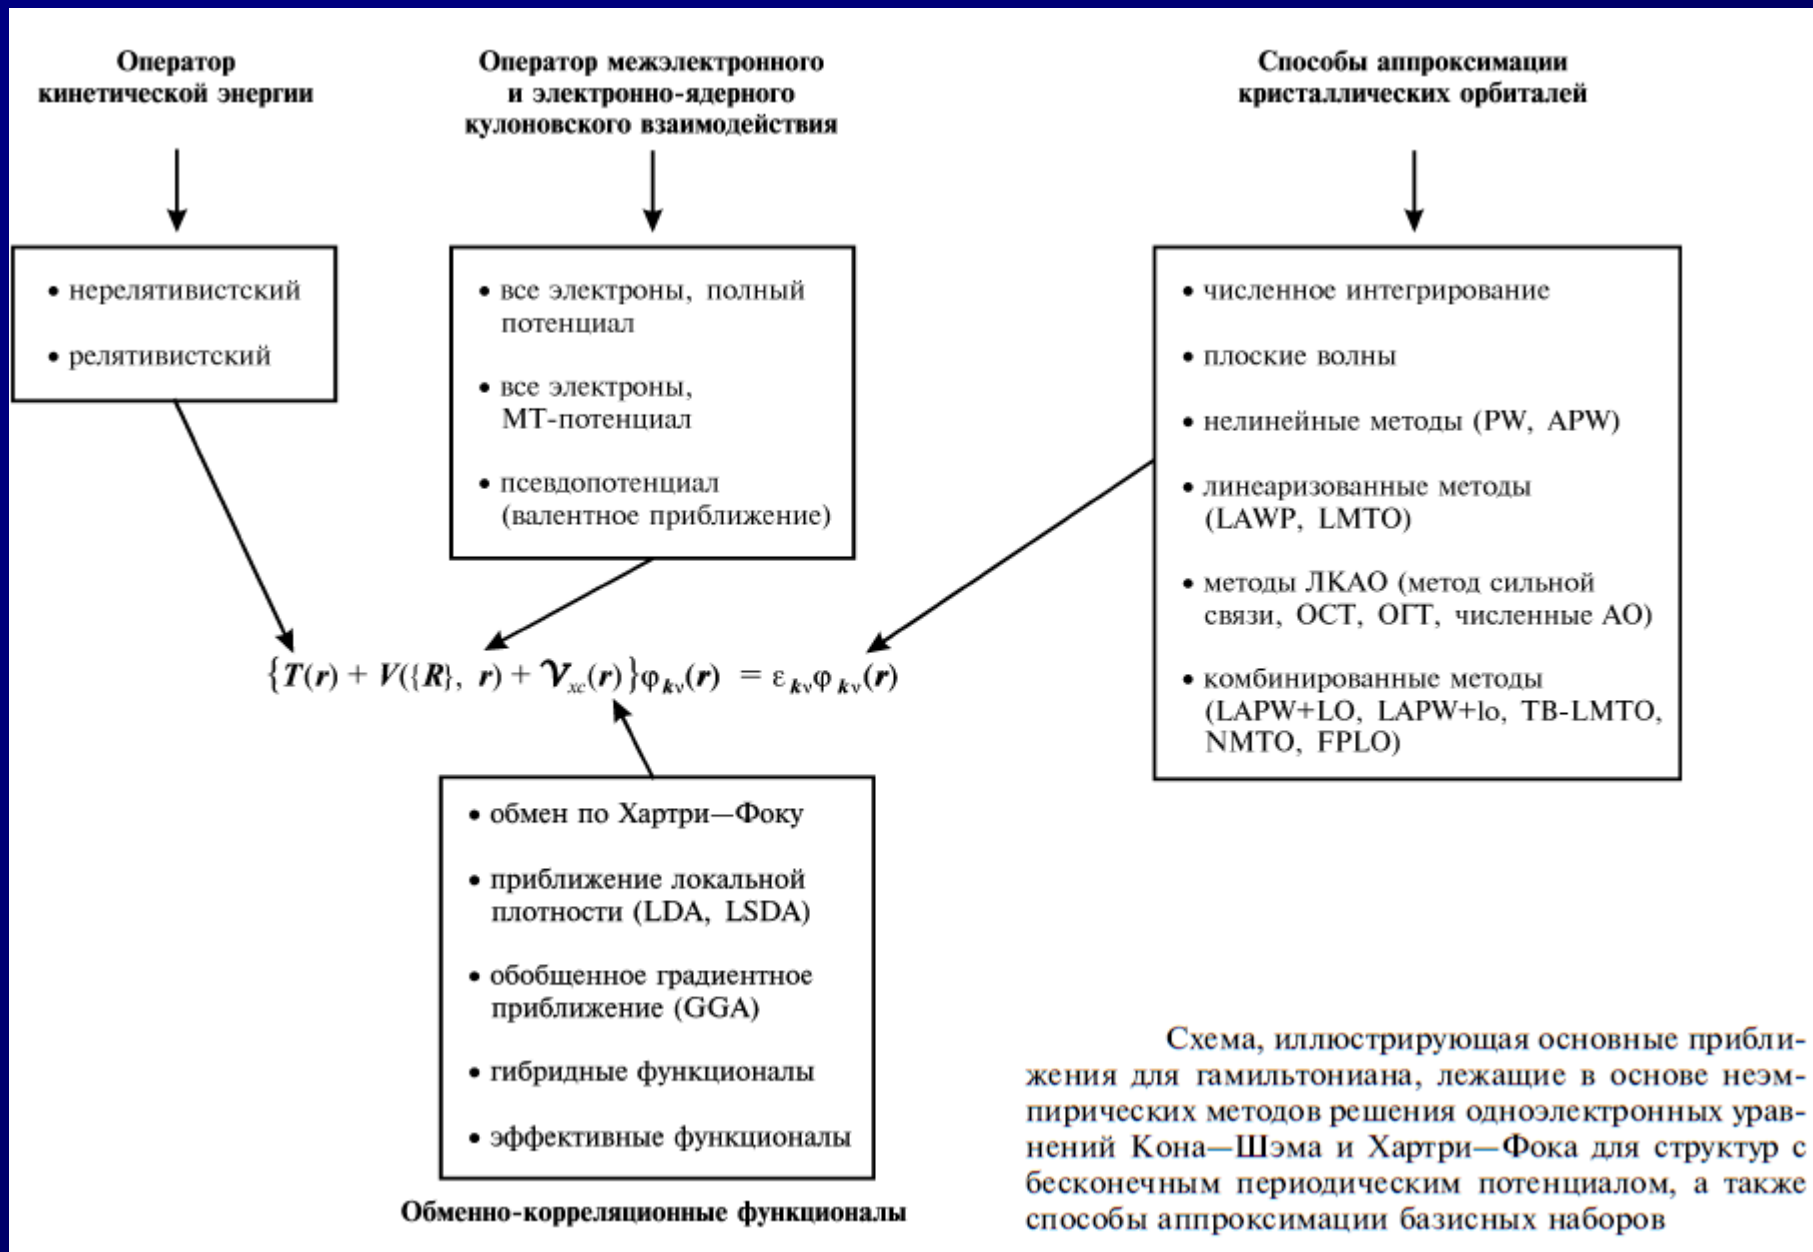 Оператор
кинетической энергии
• нерелятивистский
• релятивистский
Оператор межэлектронного
и электронно-ядерного
кулоновского взаимодействия
• все электроны, полный
потенциал
• все электроны,
МТ-потенциал
• псевдопотенциал
(валентное приближение)
Способы аппроксимации
кристаллических орбиталей
• численное интегрирование
• плоские волны
• нелинейные методы (PW, APW)
• линеаризованные методы
(LAWP, LMTO)
• методы ЛКАО (метод сильной
связи, ОСТ, ОГТ, численные АО)
• комбинированные методы
(LAPW+LO, LAPW+lo, TB-LMTO,
NMTO, FPLO)
{T(r) + V({R}, r) + 𝒱xc(r)}φkν(r) = εkνφkν(r)
• обмен по Хартри—Фоку
• приближение локальной
плотности (LDA, LSDA)
• обобщенное градиентное
приближение (GGA)
• гибридные функционалы
• эффективные функционалы
Обменно-корреляционные функционалы
Схема, иллюстрирующая основные прибли-
жения для гамильтониана, лежащие в основе неэм-
пирических методов решения одноэлектронных урав-
нений Кона—Шэма и Хартри—Фока для структур с
бесконечным периодическим потенциалом, а также
способы аппроксимации базисных наборов